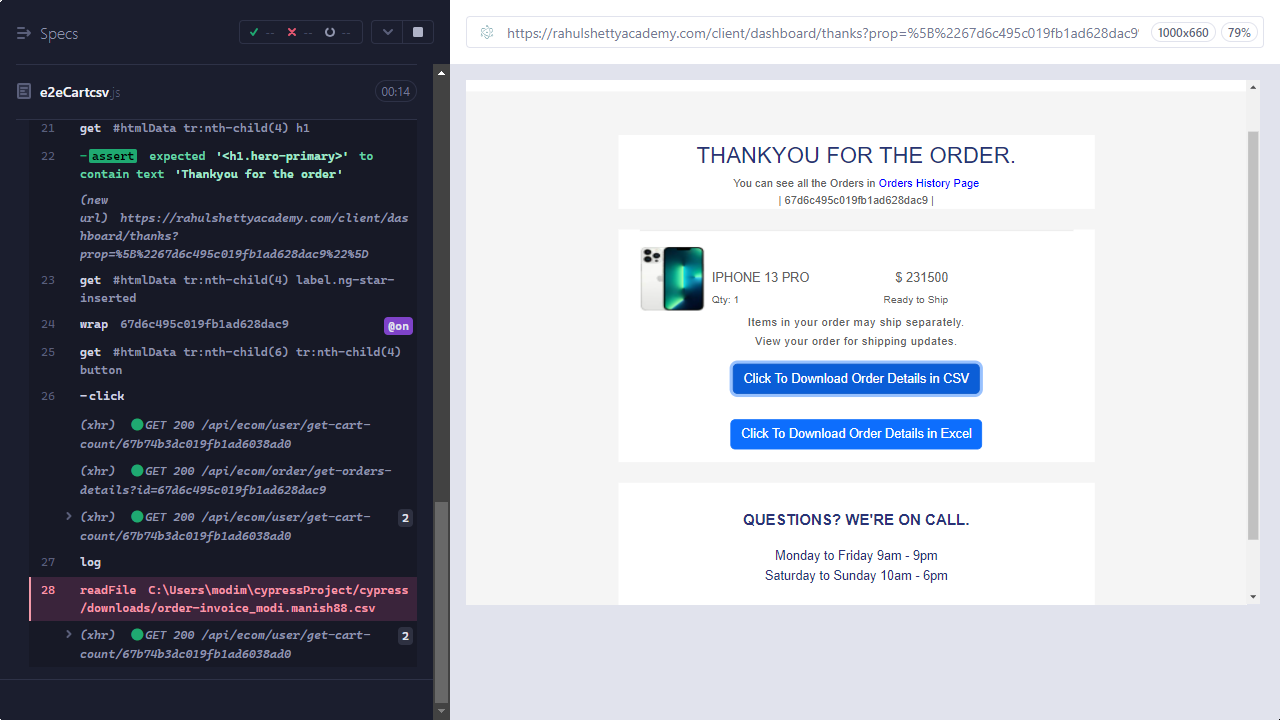 Specs
-- -- --
e2eCartcsv.js
00:14
21 get #htmlData tr:nth-child(4) h1
22 -assert expected '<h1.hero-primary>' to
contain text 'Thankyou for the order'
(new
url) https://rahulshettyacademy.com/client/das
hboard/thanks?
prop=%5B%2267d6c495c019fb1ad628dac9%22%5D
23 get #htmlData tr:nth-child(4) label.ng-star-
inserted
24 wrap 67d6c495c019fb1ad628dac9 @on
25 get #htmlData tr:nth-child(6) tr:nth-child(4)
button
26 -click
(xhr) GET 200 /api/ecom/user/get-cart-
count/67b74b3dc019fb1ad6038ad0
(xhr) GET 200 /api/ecom/order/get-orders-
details?id=67d6c495c019fb1ad628dac9
(xhr) GET 200 /api/ecom/user/get-cart- 2
count/67b74b3dc019fb1ad6038ad0
27 log
28 readFile C:\Users\modim\cypressProject/cypress
/downloads/order-invoice_modi.manish88.csv
(xhr) GET 200 /api/ecom/user/get-cart- 2
count/67b74b3dc019fb1ad6038ad0
https://rahulshettyacademy.com/client/dashboard/thanks?prop=%5B%2267d6c495c019fb1ad628dac9%
1000x660
79%
THANKYOU FOR THE ORDER.
You can see all the Orders in Orders History Page
| 67d6c495c019fb1ad628dac9 |
IPHONE 13 PRO $ 231500
Qty: 1 Ready to Ship
Items in your order may ship separately.
View your order for shipping updates.
Click To Download Order Details in CSV
Click To Download Order Details in Excel
QUESTIONS? WE'RE ON CALL.
Monday to Friday 9am - 9pm
Saturday to Sunday 10am - 6pm